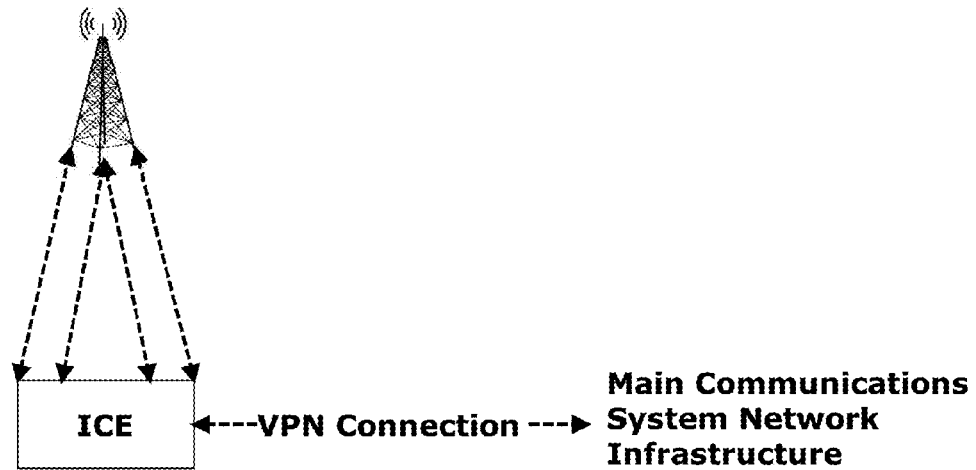 ICE
VPN Connection
Main Communications
System Network
Infrastructure